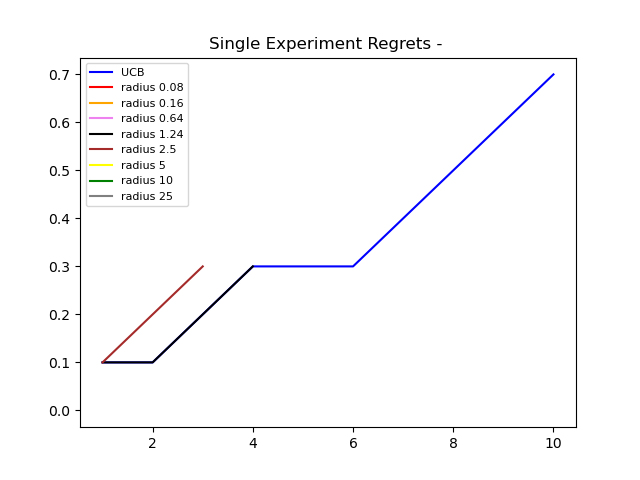 Single Experiment Regrets -
UCB
radius 0.08
radius 0.16
radius 0.64
radius 1.24
radius 2.5
radius 5
radius 10
radius 25
0.7
0.6
0.5
0.4
0.3
0.2
0.1
0.0
2 4 6 8 10